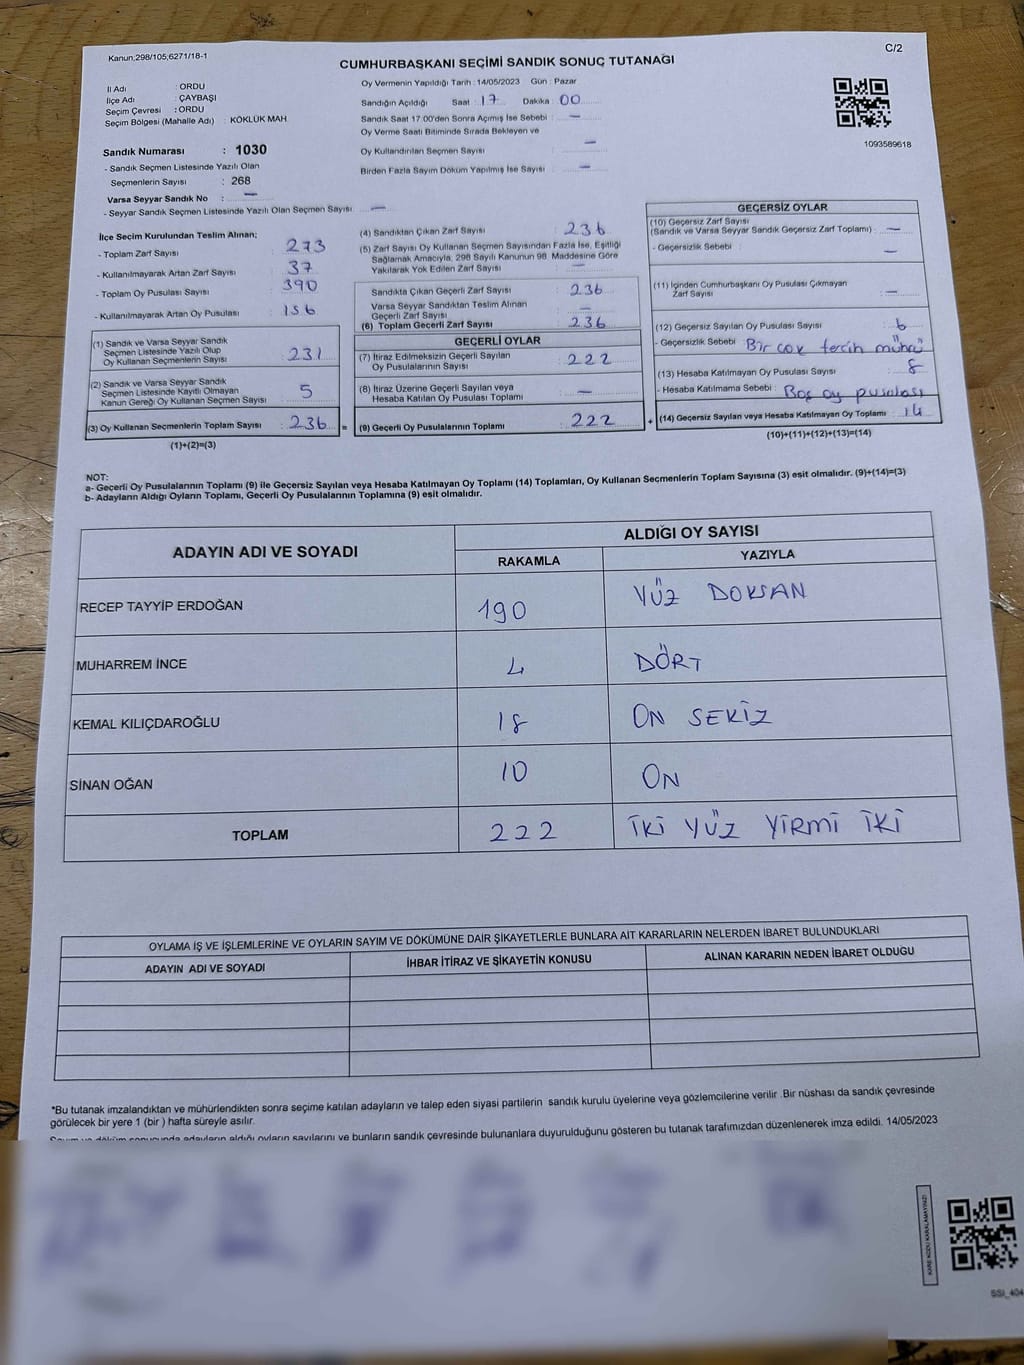 Kanun;298/105;6271/18-1
C/2
CUMHURBAŞKANI SEÇİMİ SANDIK SONUÇ TUTANAĞI
İl Adı : ORDU
İlçe Adı : ÇAYBAŞI
Seçim Çevresi : ORDU
Seçim Bölgesi (Mahalle Adı) : KÖKLÜK MAH.
Sandık Numarası : 1030
- Sandık Seçmen Listesinde Yazılı Olan
Seçmenlerin Sayısı : 268
Varsa Seyyar Sandık No : —
- Seyyar Sandık Seçmen Listesinde Yazılı Olan Seçmen Sayısı : —
Oy Vermenin Yapıldığı Tarih : 14/05/2023 Gün : Pazar
Sandığın Açıldığı Saat : 17 Dakika : 00
Sandık Saat 17.00'den Sonra Açımış İse Sebebi : —
Oy Verme Saati Bitiminde Sırada Bekleyen ve
Oy Kullandırılan Seçmen Sayısı : —
Birden Fazla Sayım Döküm Yapılmış İse Sayısı : —
1093589618
İlçe Seçim Kurulundan Teslim Alınan;
- Toplam Zarf Sayısı : 273
- Kullanılmayarak Artan Zarf Sayısı : 37
- Toplam Oy Pusulası Sayısı : 390
- Kullanılmayarak Artan Oy Pusulası : 156
(1) Sandık ve Varsa Seyyar Sandık
Seçmen Listesinde Yazılı Olup
Oy Kullanan Seçmenlerin Sayısı : 231
(2) Sandık ve Varsa Seyyar Sandık
Seçmen Listesinde Kayıtlı Olmayan
Kanun Gereği Oy Kullanan Seçmen Sayısı : 5
(3) Oy Kullanan Seçmenlerin Toplam Sayısı : 236
(1)+(2)=(3)
(4) Sandıktan Çıkan Zarf Sayısı : 236
(5) Zarf Sayısı Oy Kullanan Seçmen Sayısından Fazla İse, Eşitliği
Sağlamak Amacıyla, 298 Sayılı Kanunun 98. Maddesine Göre
Yakılarak Yok Edilen Zarf Sayısı : —
Sandıkta Çıkan Geçerli Zarf Sayısı : 236
Varsa Seyyar Sandıktan Teslim Alınan
Geçerli Zarf Sayısı : —
(6) Toplam Geçerli Zarf Sayısı : 236
GEÇERLİ OYLAR
(7) İtiraz Edilmeksizin Geçerli Sayılan
Oy Pusulalarının Sayısı : 222
(8) İtiraz Üzerine Geçerli Sayılan veya
Hesaba Katılan Oy Pusulası Toplamı : —
= (9) Geçerli Oy Pusulalarının Toplamı : 222
GEÇERSİZ OYLAR
(10) Geçersiz Zarf Sayısı
(Sandık ve Varsa Seyyar Sandık Geçersiz Zarf Toplamı) : —
- Geçersizlik Sebebi : —
(11) İçinden Cumhurbaşkanı Oy Pusulası Çıkmayan
Zarf Sayısı : —
(12) Geçersiz Sayılan Oy Pusulası Sayısı : 6
- Geçersizlik Sebebi : Bir çok tercih mührü
(13) Hesaba Katılmayan Oy Pusulası Sayısı : 8
- Hesaba Katılmama Sebebi : Boş oy pusulası
+ (14) Geçersiz Sayılan veya Hesaba Katılmayan Oy Toplamı : 14
(10)+(11)+(12)+(13)=(14)
NOT:
a- Geçerli Oy Pusulalarının Toplamı (9) ile Geçersiz Sayılan veya Hesaba Katılmayan Oy Toplamı (14) Toplamları, Oy Kullanan Seçmenlerin Toplam Sayısına (3) eşit olmalıdır. (9)+(14)=(3)
b- Adayların Aldığı Oyların Toplamı, Geçerli Oy Pusulalarının Toplamına (9) eşit olmalıdır.
ADAYIN ADI VE SOYADI
ALDIĞI OY SAYISI
RAKAMLA YAZIYLA
RECEP TAYYİP ERDOĞAN 190 YÜZ DOKSAN
MUHARREM İNCE 4 DÖRT
KEMAL KILIÇDAROĞLU 18 ON SEKİZ
SİNAN OĞAN 10 ON
TOPLAM 222 İKİ YÜZ YİRMİ İKİ
OYLAMA İŞ VE İŞLEMLERİNE VE OYLARIN SAYIM VE DÖKÜMÜNE DAİR ŞİKAYETLERLE BUNLARA AİT KARARLARIN NELERDEN İBARET BULUNDUKLARI
ADAYIN ADI VE SOYADI İHBAR İTİRAZ VE ŞİKAYETİN KONUSU ALINAN KARARIN NEDEN İBARET OLDUĞU
*Bu tutanak imzalandıktan ve mühürlendikten sonra seçime katılan adayların ve talep eden siyasi partilerin sandık kurulu üyelerine veya gözlemcilerine verilir. Bir nüshası da sandık çevresinde
görülecek bir yere 1 (bir ) hafta süreyle asılır.
Sayım ve döküm sonucunda adayların aldığı oyların sayılarını ve bunların sandık çevresinde bulunanlara duyurulduğunu gösteren bu tutanak tarafımızdan düzenlenerek imza edildi. 14/05/2023
KARE KODU KARALAMAYINIZ!
SSI_404